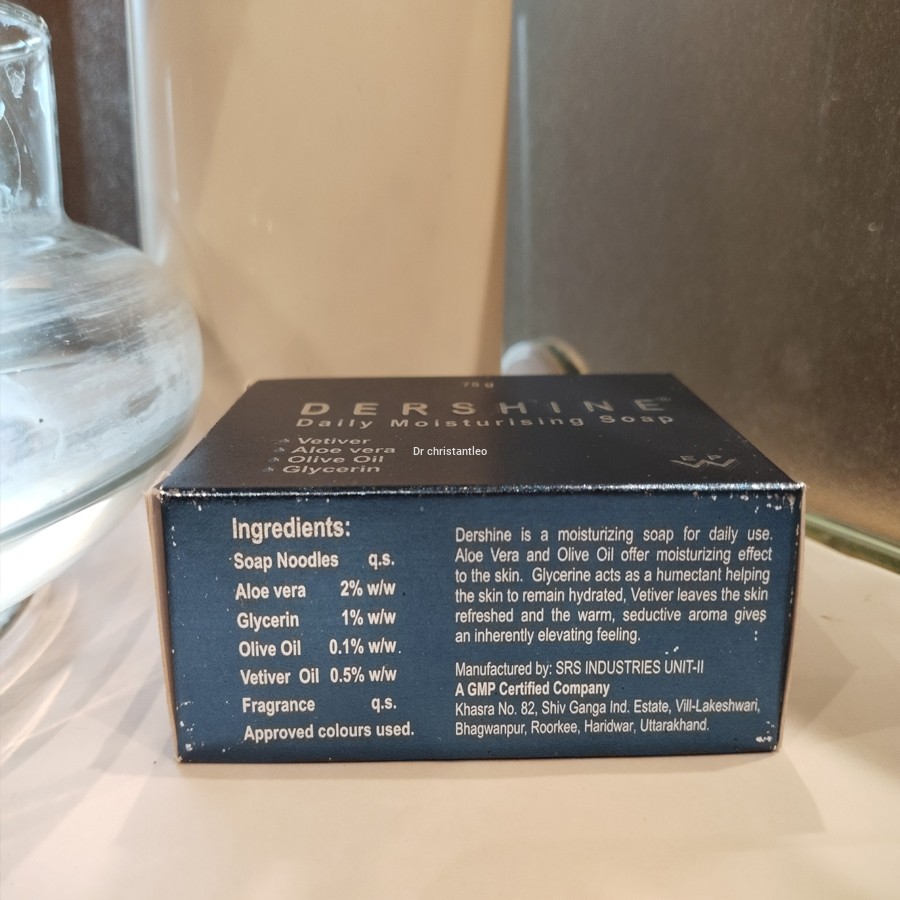 75 g
DERSHINE®
Daily Moisturising Soap
Vetiver
Aloe vera
Olive Oil
Glycerin
Dr christantleo
E P
Ingredients:
Soap Noodles q.s.
Aloe vera 2% w/w
Glycerin 1% w/w
Olive Oil 0.1% w/w
Vetiver Oil 0.5% w/w
Fragrance q.s.
Approved colours used.
Dershine is a moisturizing soap for daily use.
Aloe Vera and Olive Oil offer moisturizing effect
to the skin. Glycerine acts as a humectant helping
the skin to remain hydrated, Vetiver leaves the skin
refreshed and the warm, seductive aroma gives
an inherently elevating feeling.
Manufactured by: SRS INDUSTRIES UNIT-II
A GMP Certified Company
Khasra No. 82, Shiv Ganga Ind. Estate, Vill-Lakeshwari,
Bhagwanpur, Roorkee, Haridwar, Uttarakhand.